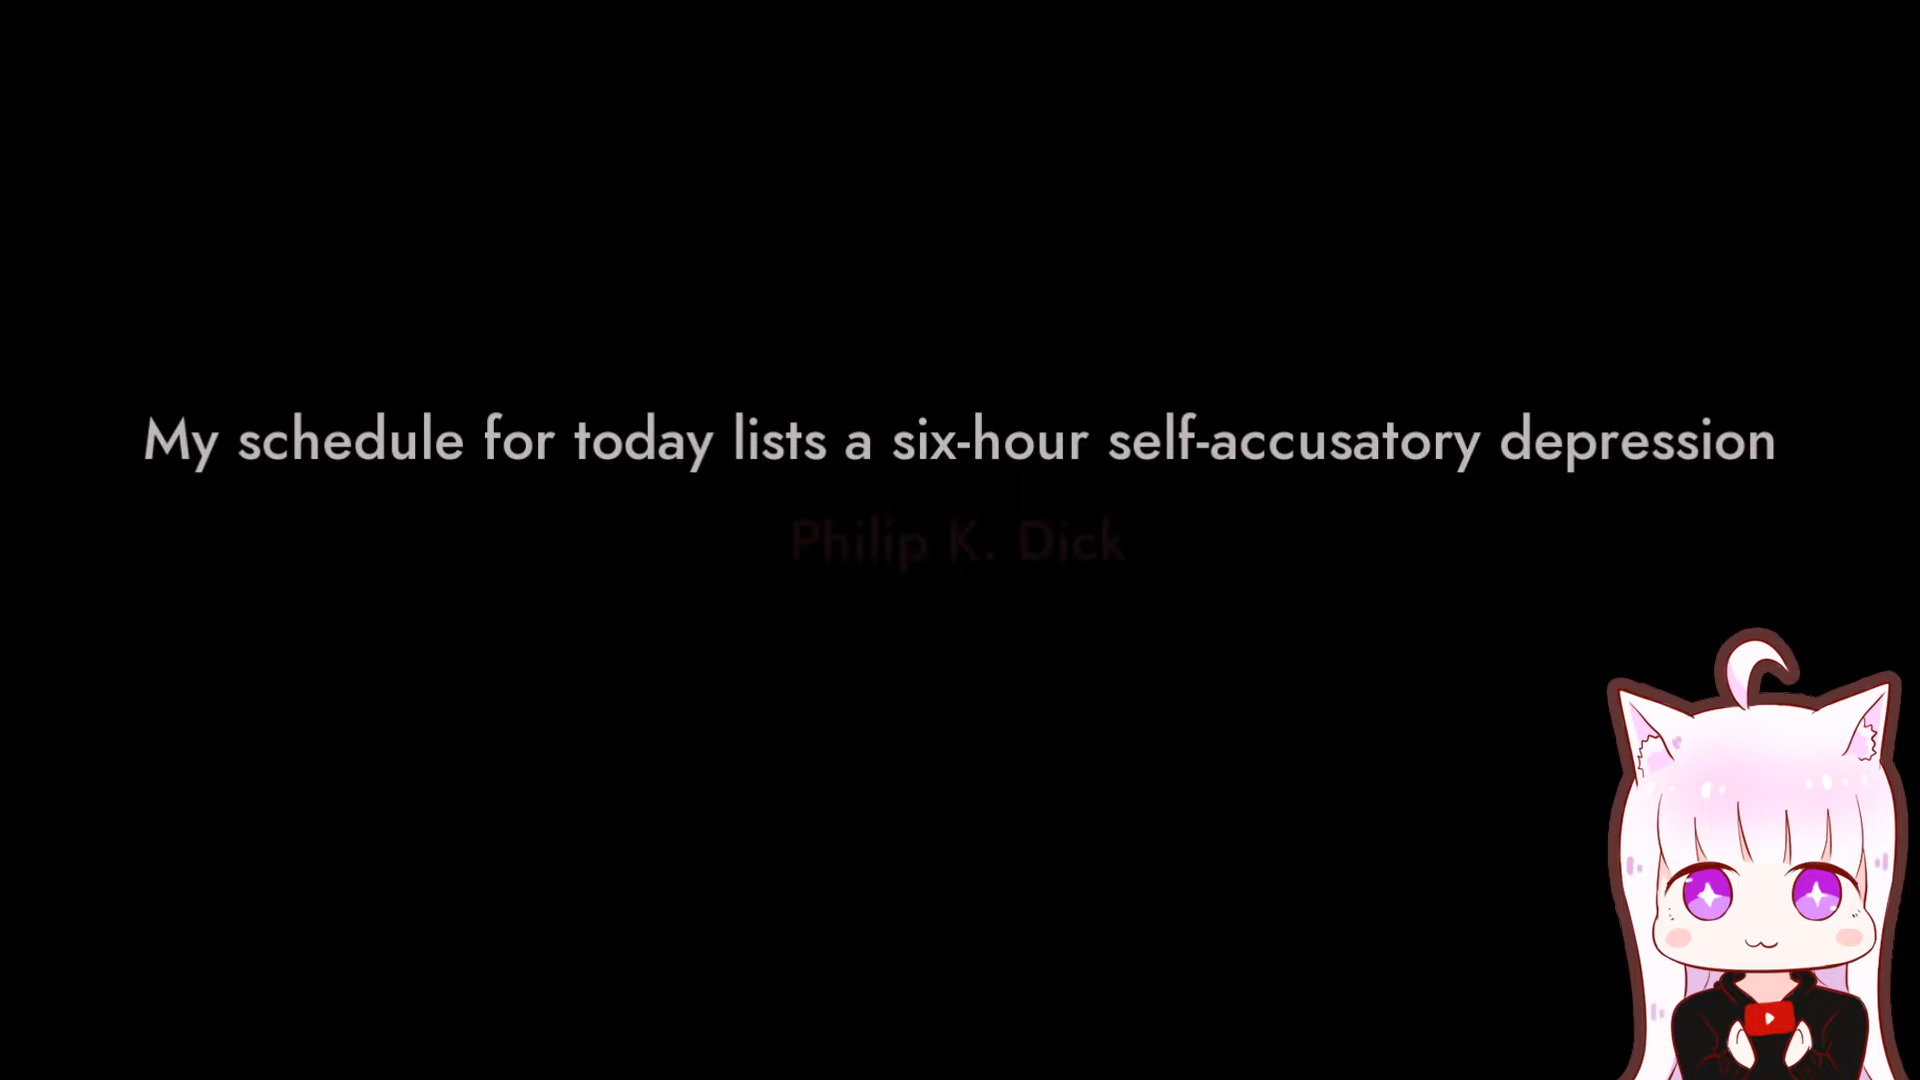 My schedule for today lists a six-hour self-accusatory depression
Philip K. Dick